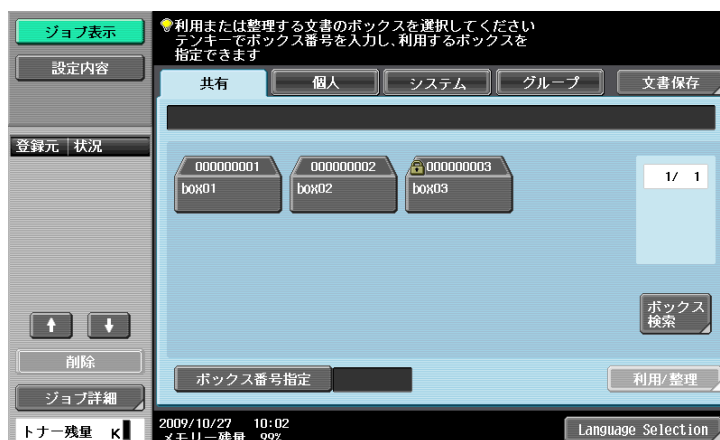 ジョブ表示
設定内容
登録元 状況
削除
ジョブ詳細
トナー残量 K
利用または整理する文書のボックスを選択してください
テンキーでボックス番号を入力し、利用するボックスを
指定できます
共有 個人 システム グループ 文書保存
000000001 000000002 000000003
box01 box02 box03
1/ 1
ボックス
検索
ボックス番号指定
利用/整理
2009/10/27 10:02
メモリー残量 99%
Language Selection